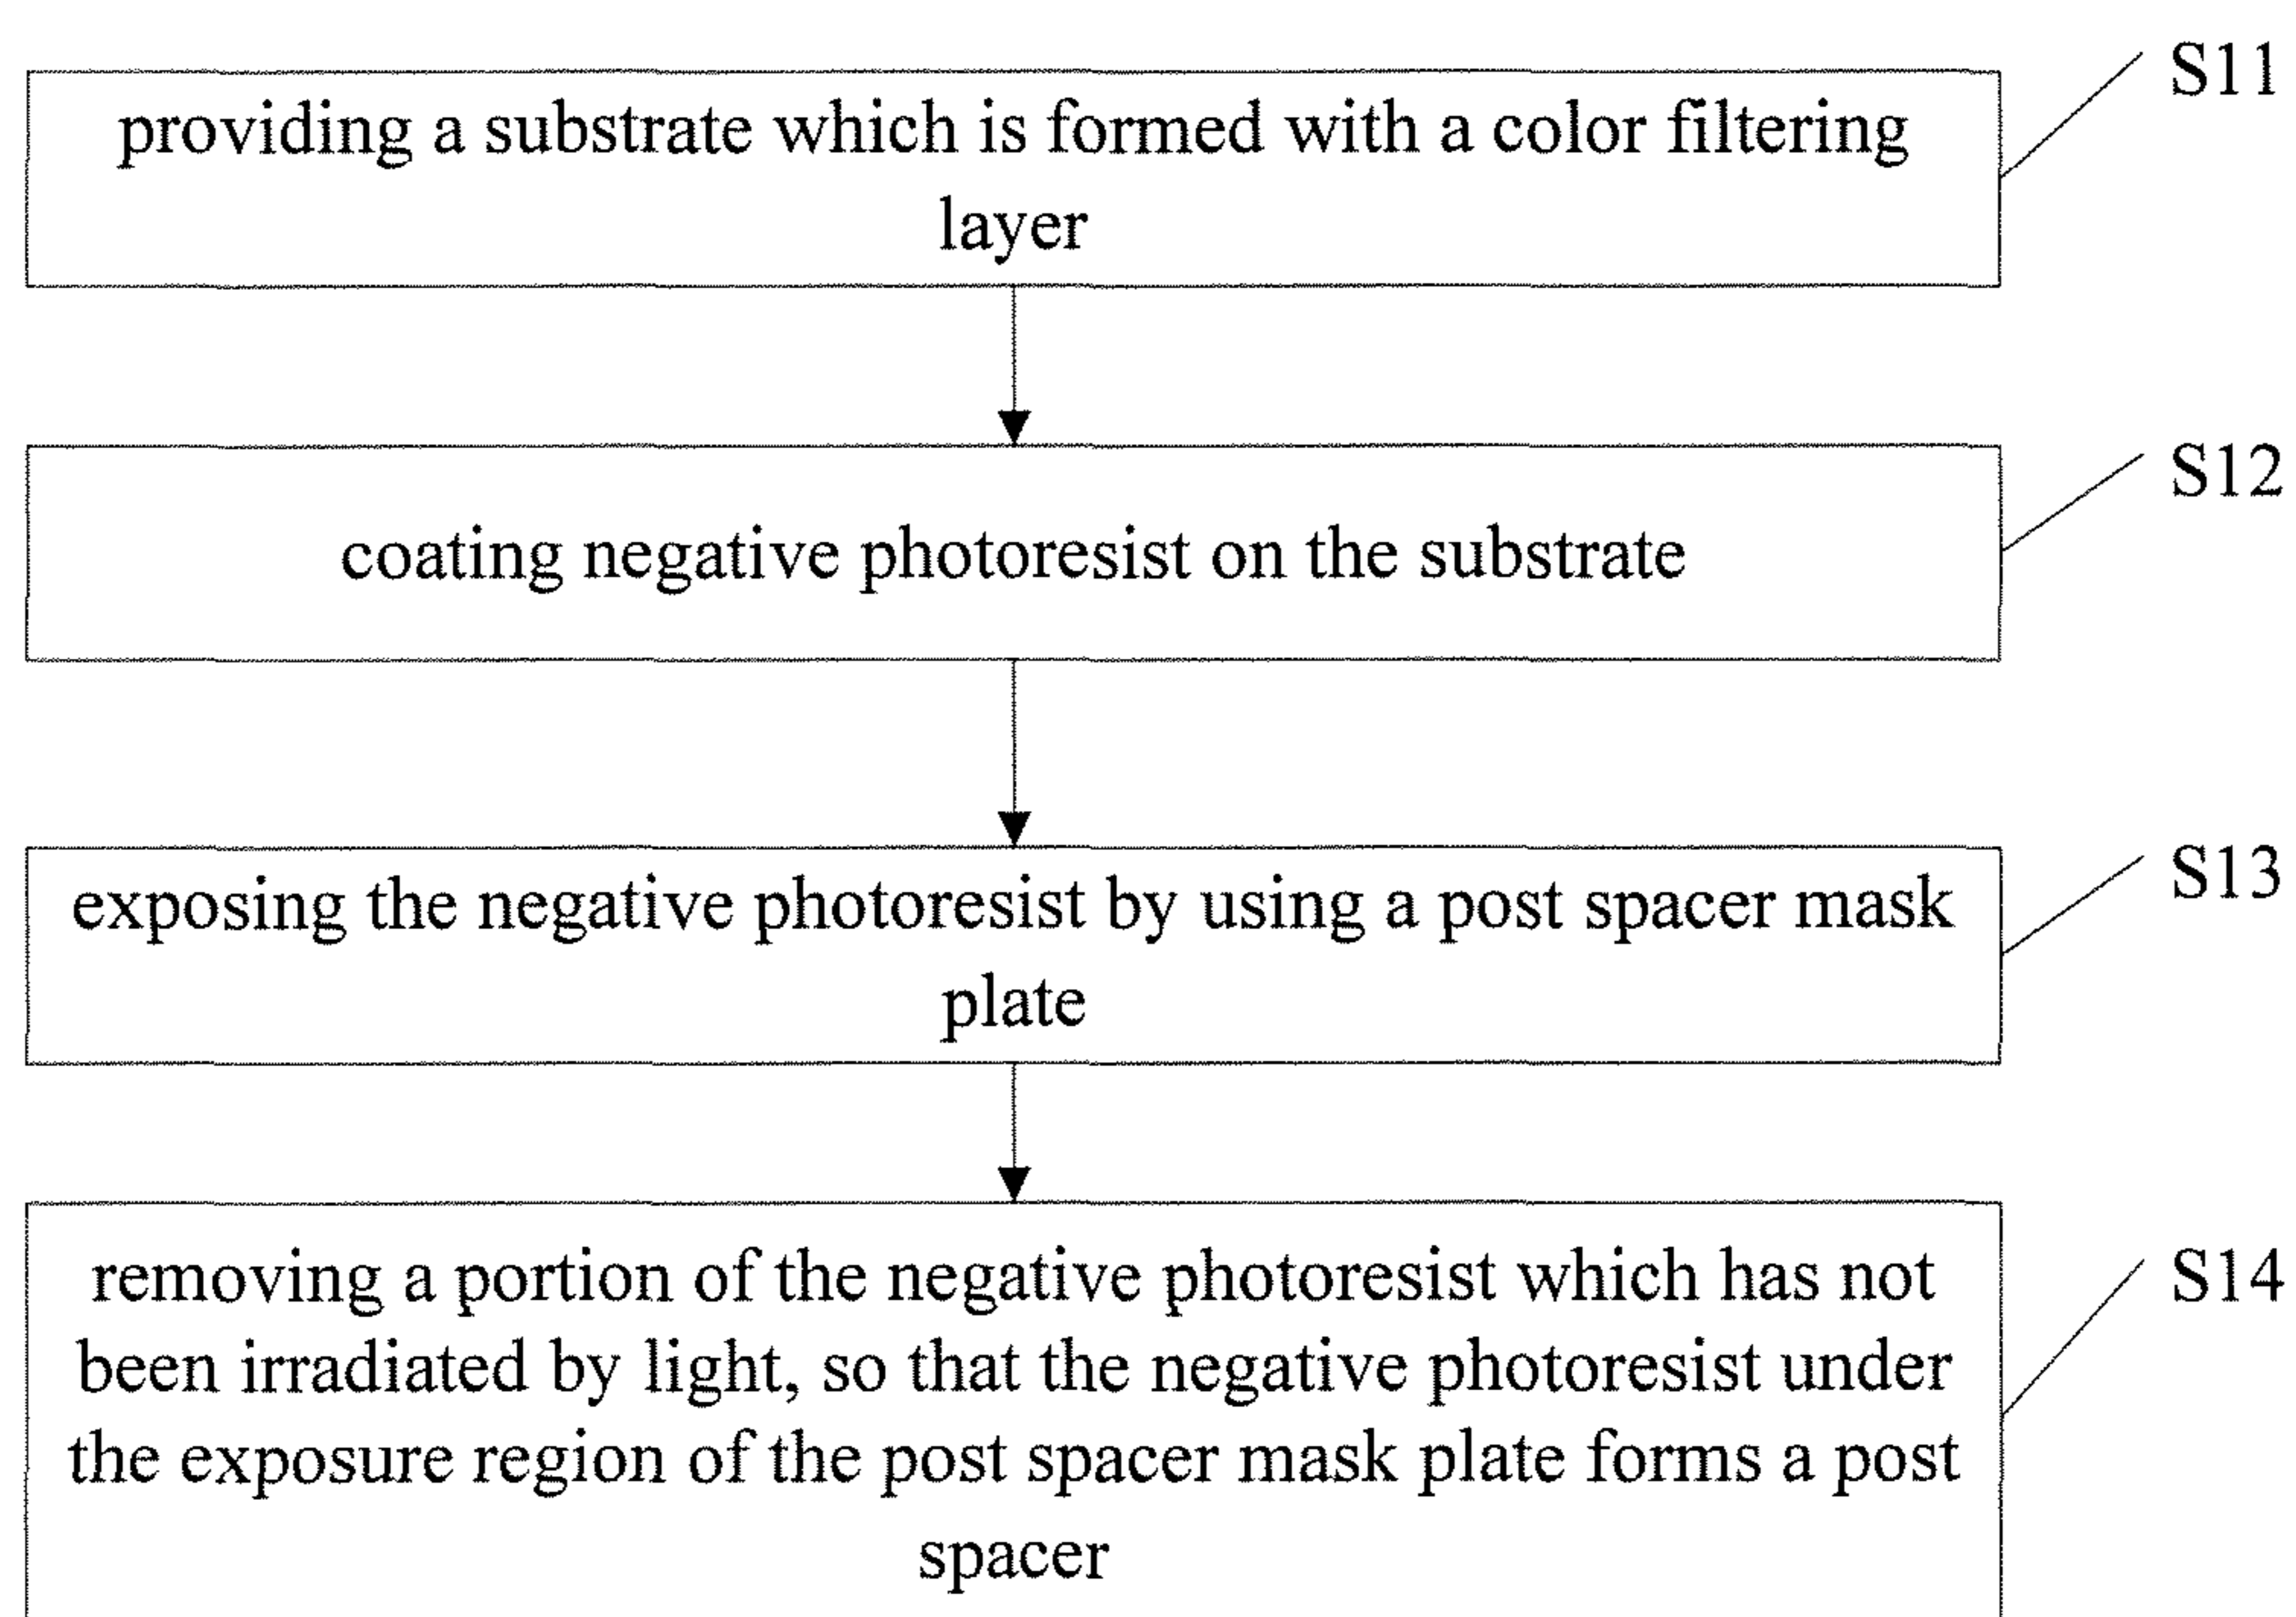 S11
providing a substrate which is formed with a color filtering
layer
S12
coating negative photoresist on the substrate
S13
exposing the negative photoresist by using a post spacer mask
plate
S14
removing a portion of the negative photoresist which has not
been irradiated by light, so that the negative photoresist under
the exposure region of the post spacer mask plate forms a post
spacer